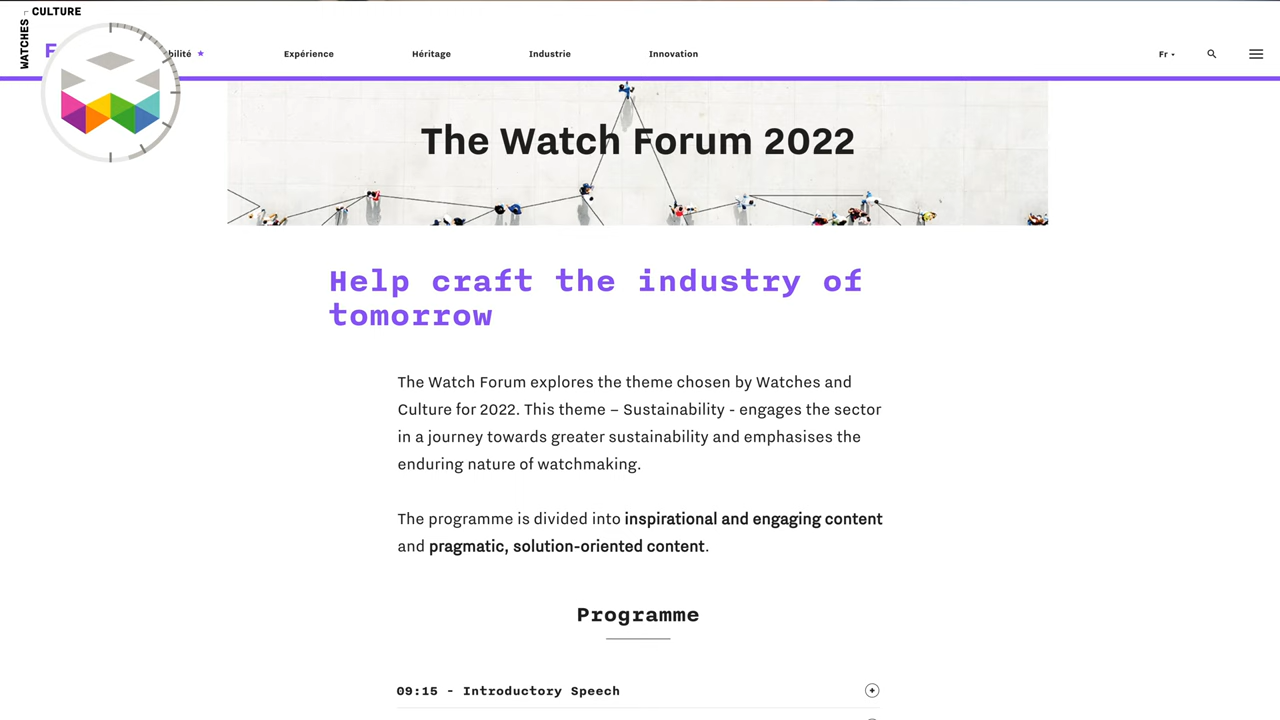 CULTURE
WATCHES
F
bilité
Expérience
Héritage
Industrie
Innovation
Fr
The Watch Forum 2022
Help craft the industry of
tomorrow
The Watch Forum explores the theme chosen by Watches and
Culture for 2022. This theme – Sustainability - engages the sector
in a journey towards greater sustainability and emphasises the
enduring nature of watchmaking.
The programme is divided into inspirational and engaging content
and pragmatic, solution-oriented content.
Programme
09:15 - Introductory Speech